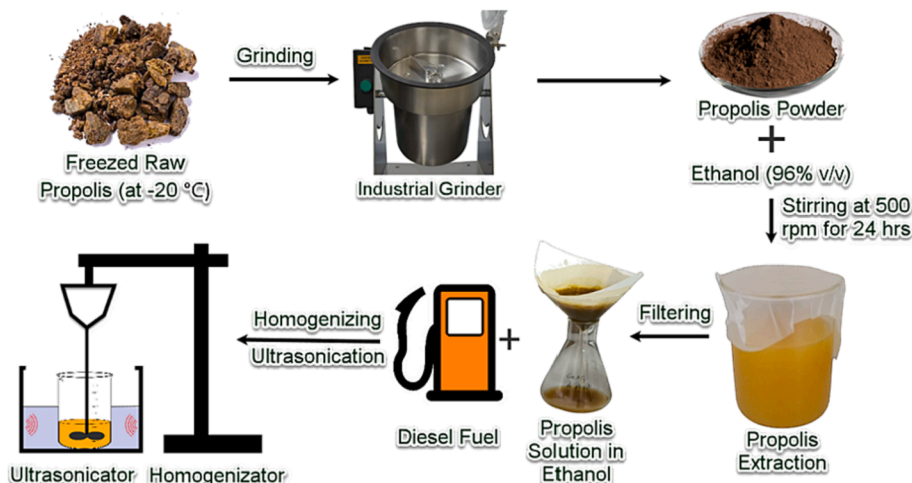 Grinding
Freezed Raw
Propolis (at -20 °C)
Industrial Grinder
Propolis Powder
+
Ethanol (96% v/v)
Stirring at 500
rpm for 24 hrs
Propolis
Extraction
Filtering
Propolis
Solution in
Ethanol
+
Diesel Fuel
Homogenizing
Ultrasonication
Ultrasonicator
Homogenizator